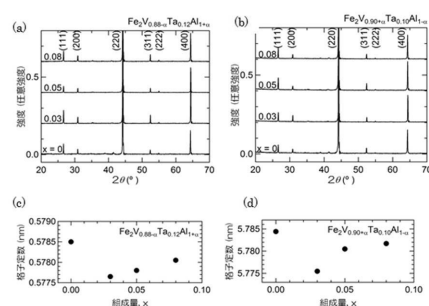 (a)
Fe2V0.88-αTa0.12Al1+α
(111)
(200)
(220)
(311)
(222)
(400)
0.08
0.5
0.05
0.03
x = 0
0.0
強度 (任意強度)
20 30 40 50 60 70
2θ(°)
(b)
Fe2V0.90+αTa0.10Al1-α
(111)
(200)
(220)
(311)
(222)
(400)
0.08
0.5
0.05
0.03
x = 0
0.0
強度 (任意強度)
20 30 40 50 60 70
2θ(°)
(c)
Fe2V0.88-αTa0.12Al1+α
0.5790
0.5785
0.5780
0.5775
格子定数 (nm)
0.00 0.05 0.10
組成量, x
(d)
Fe2V0.90+αTa0.10Al1-α
5.785
5.780
5.775
格子定数 (nm)
0.00 0.05 0.10
組成量, x